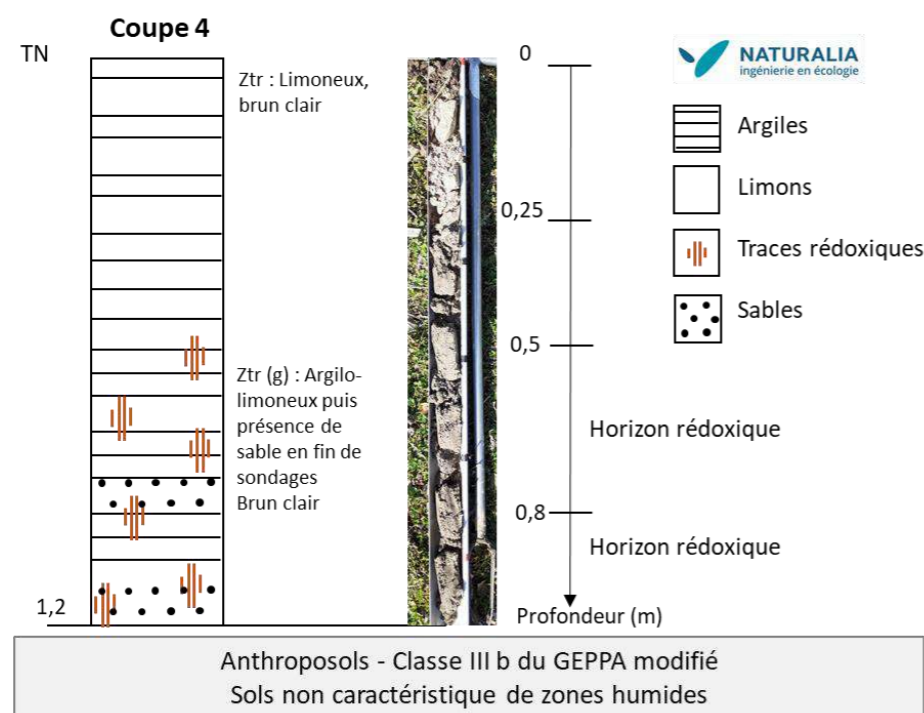 Coupe 4
TN
0
NATURALIA
ingénierie en écologie
Ztr : Limoneux,
brun clair
Argiles
Limons
0,25
Traces rédoxiques
Sables
0,5
Ztr (g) : Argilo-
limoneux puis
présence de
sable en fin de
sondages
Brun clair
Horizon rédoxique
0,8
Horizon rédoxique
1,2
Profondeur (m)
Anthroposols - Classe III b du GEPPA modifié
Sols non caractéristique de zones humides